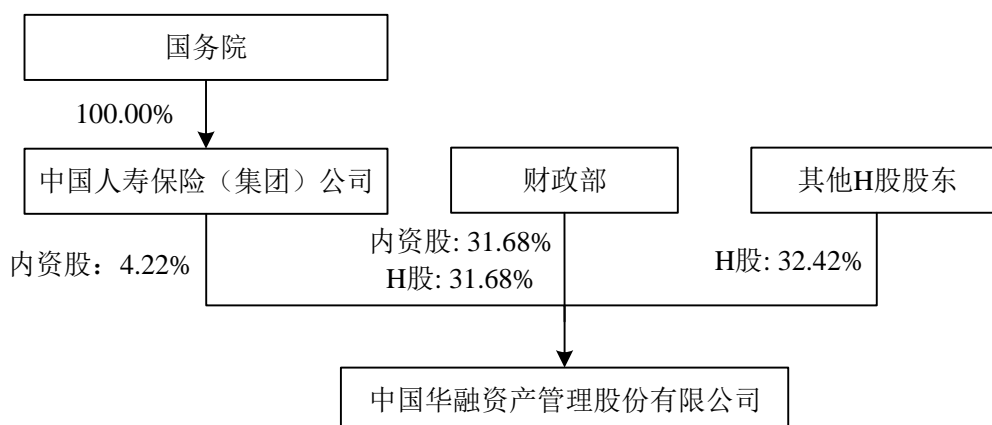 国务院
100.00%
中国人寿保险（集团）公司
财政部
其他H股股东
内资股：4.22%
内资股: 31.68%
H股: 31.68%
H股: 32.42%
中国华融资产管理股份有限公司